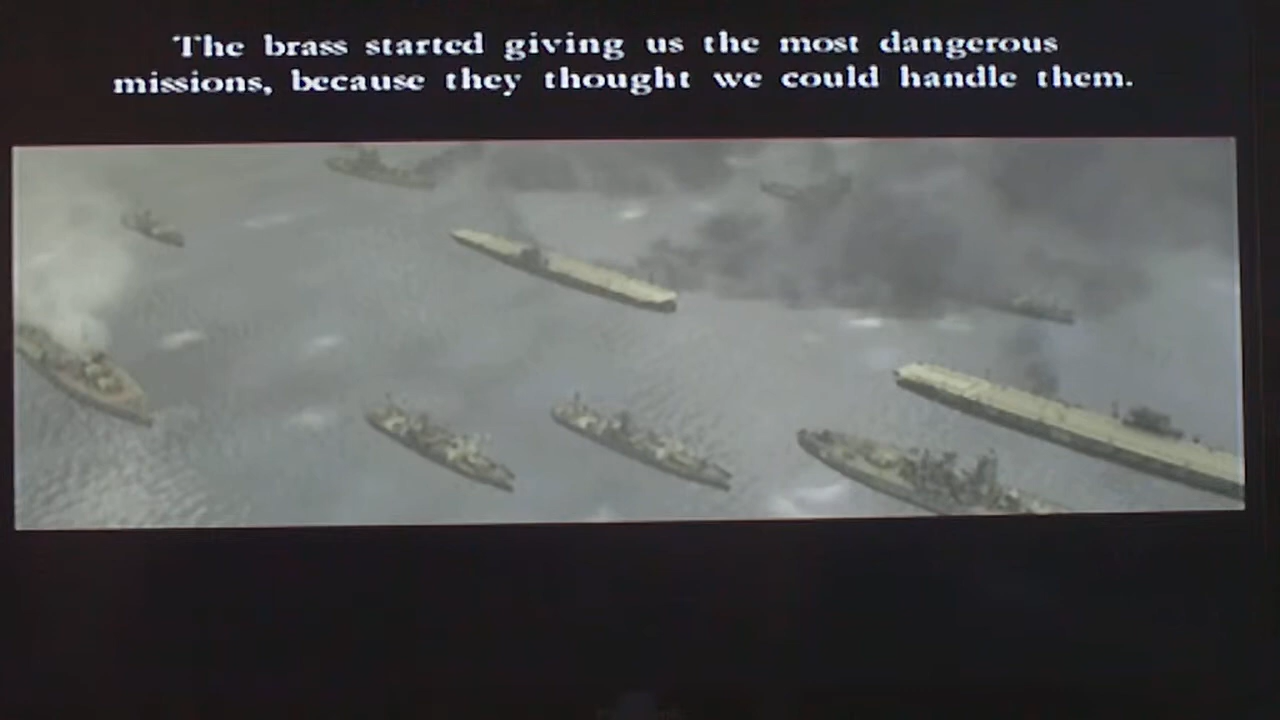 The brass started giving us the most dangerous
missions, because they thought we could handle them.